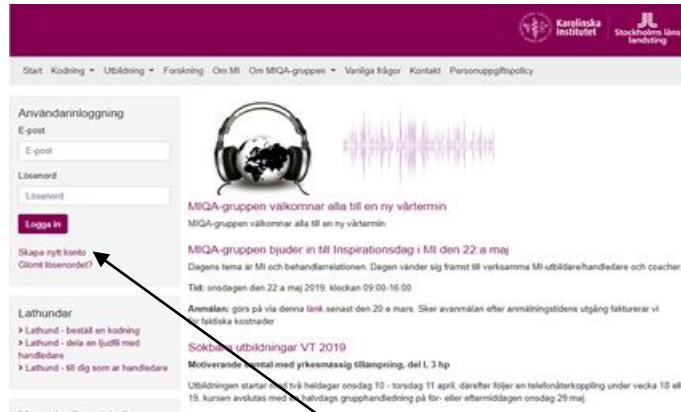 Karolinska
Institutet
Stockholms läns
landsting
Start Kodning Utbildning Forskning Om MI Om MIQA-gruppen Vanliga frågor Kontakt Personuppgiftspolicy
Användarinloggning
E-post
E-post
Lösenord
Lösenord
Logga in
Skapa nytt konto
Glömt lösenordet?
Lathundar
> Lathund - beställ en kodning
> Lathund - dela en ljudfil med
handledare
> Lathund - till dig som är handledare
MIQA-gruppen välkomnar alla till en ny vårtermin
MIQA-gruppen välkomnar alla till en ny vårtermin.
MIQA-gruppen bjuder in till Inspirationsdag i MI den 22:a maj
Dagens tema är MI och behandlarrelationen. Dagen vänder sig främst till verksamma MI-utbildare/handledare och coacher.
Tid: onsdagen den 22 a maj 2019, klockan 09:00-16:00
Anmälan: görs på via denna länk senast den 20 e mars. Sker avanmälan efter anmälningstidens utgång fakturerar vi
för faktiska kostnader
Sökbara utbildningar VT 2019
Motiverande samtal med yrkesmässig tillämpning, del I, 3 hp
Utbildningen startar med två heldagar onsdag 10 - torsdag 11 april, därefter följer en telefonåterkoppling under vecka 18 ell
19, kursen avslutas med en halvdags grupphandledning på för- eller eftermiddagen onsdag 29 maj.